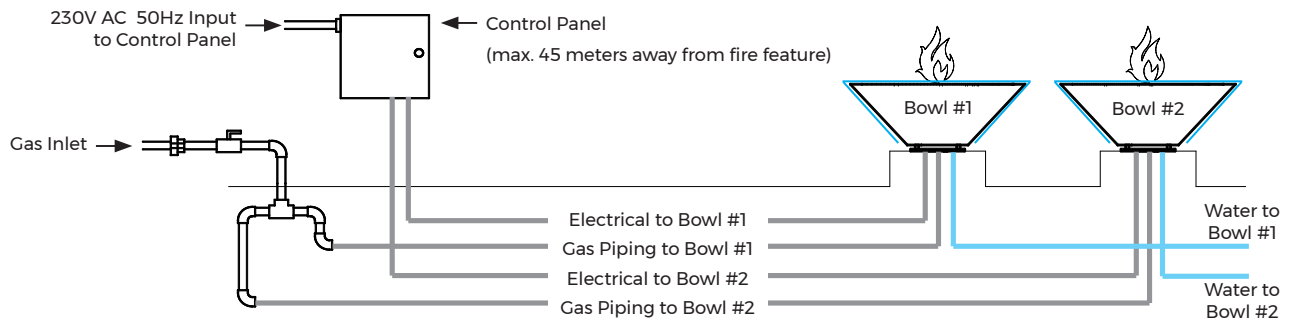 230V AC  50Hz Input
to Control Panel
Control Panel
(max. 45 meters away from fire feature)
Gas Inlet
Bowl #1
Bowl #2
Electrical to Bowl #1
Gas Piping to Bowl #1
Electrical to Bowl #2
Gas Piping to Bowl #2
Water to
Bowl #1
Water to
Bowl #2